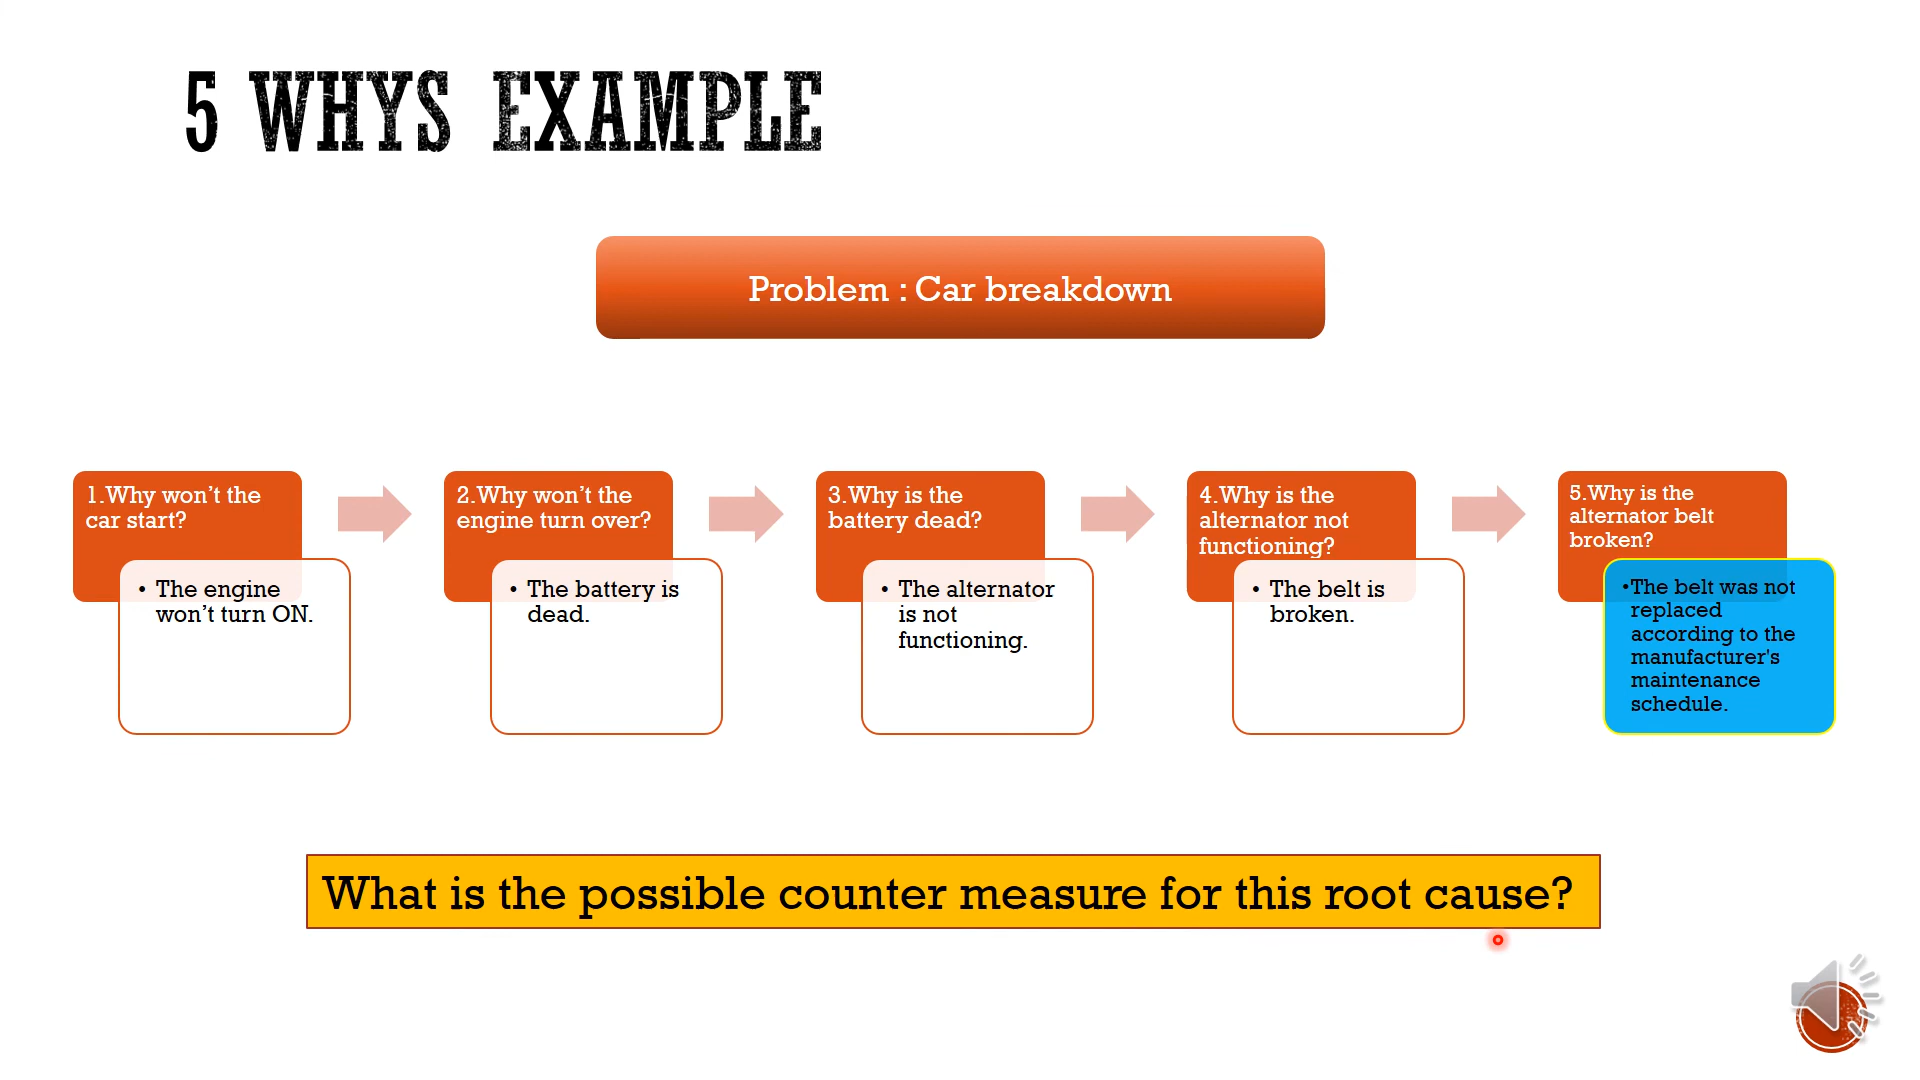 5 WHYS EXAMPLE
Problem : Car breakdown
1.Why won’t the
car start?
• The engine
won’t turn ON.
2.Why won’t the
engine turn over?
• The battery is
dead.
3.Why is the
battery dead?
• The alternator
is not
functioning.
4.Why is the
alternator not
functioning?
• The belt is
broken.
5.Why is the
alternator belt
broken?
•The belt was not
replaced
according to the
manufacturer's
maintenance
schedule.
What is the possible counter measure for this root cause?